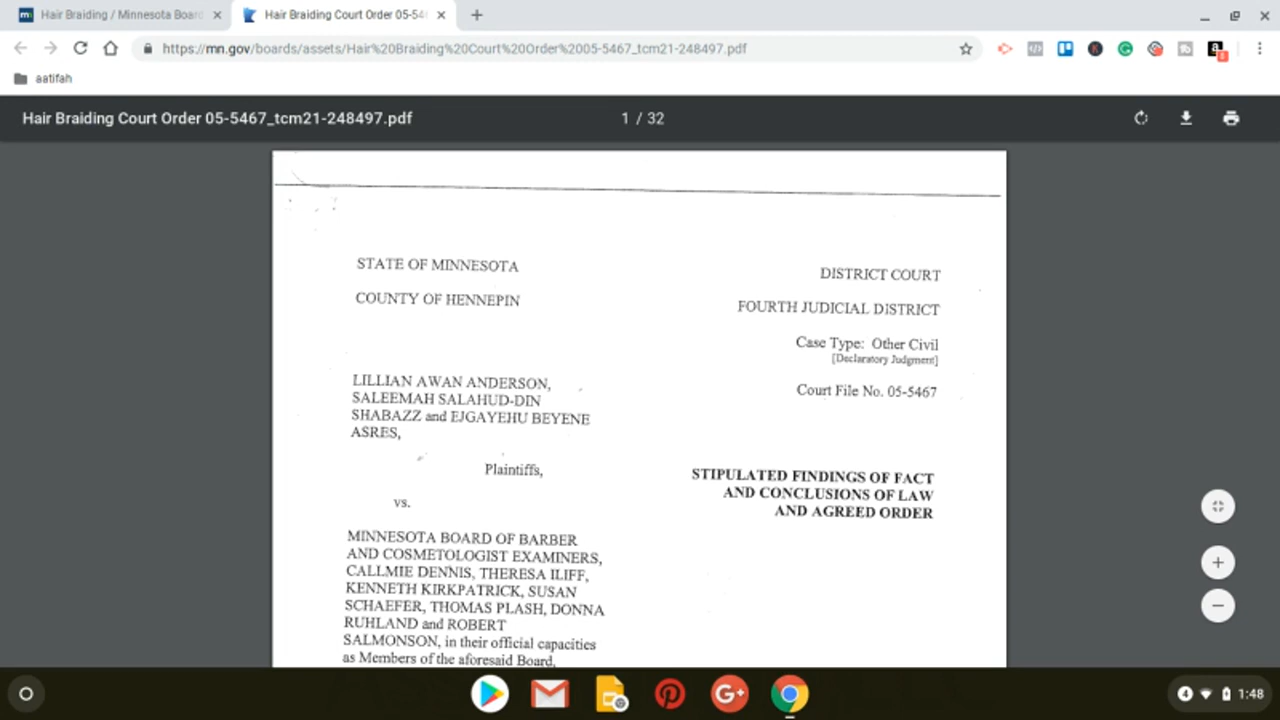 Hair Braiding / Minnesota Board
Hair Braiding Court Order 05-54
https://mn.gov/boards/assets/Hair%20Braiding%20Court%20Order%2005-5467_tcm21-248497.pdf
aatifah
Hair Braiding Court Order 05-5467_tcm21-248497.pdf
1 / 32
STATE OF MINNESOTA
DISTRICT COURT
COUNTY OF HENNEPIN
FOURTH JUDICIAL DISTRICT
Case Type: Other Civil
[Declaratory Judgment]
Court File No. 05-5467
LILLIAN AWAN ANDERSON,
SALEEMAH SALAHUD-DIN
SHABAZZ and EJGAYEHU BEYENE
ASRES,
Plaintiffs,
vs.
STIPULATED FINDINGS OF FACT
AND CONCLUSIONS OF LAW
AND AGREED ORDER
MINNESOTA BOARD OF BARBER
AND COSMETOLOGIST EXAMINERS,
CALLMIE DENNIS, THERESA ILIFF,
KENNETH KIRKPATRICK, SUSAN
SCHAEFER, THOMAS PLASH, DONNA
RUHLAND and ROBERT
SALMONSON, in their official capacities
as Members of the aforesaid Board,
4
1:48